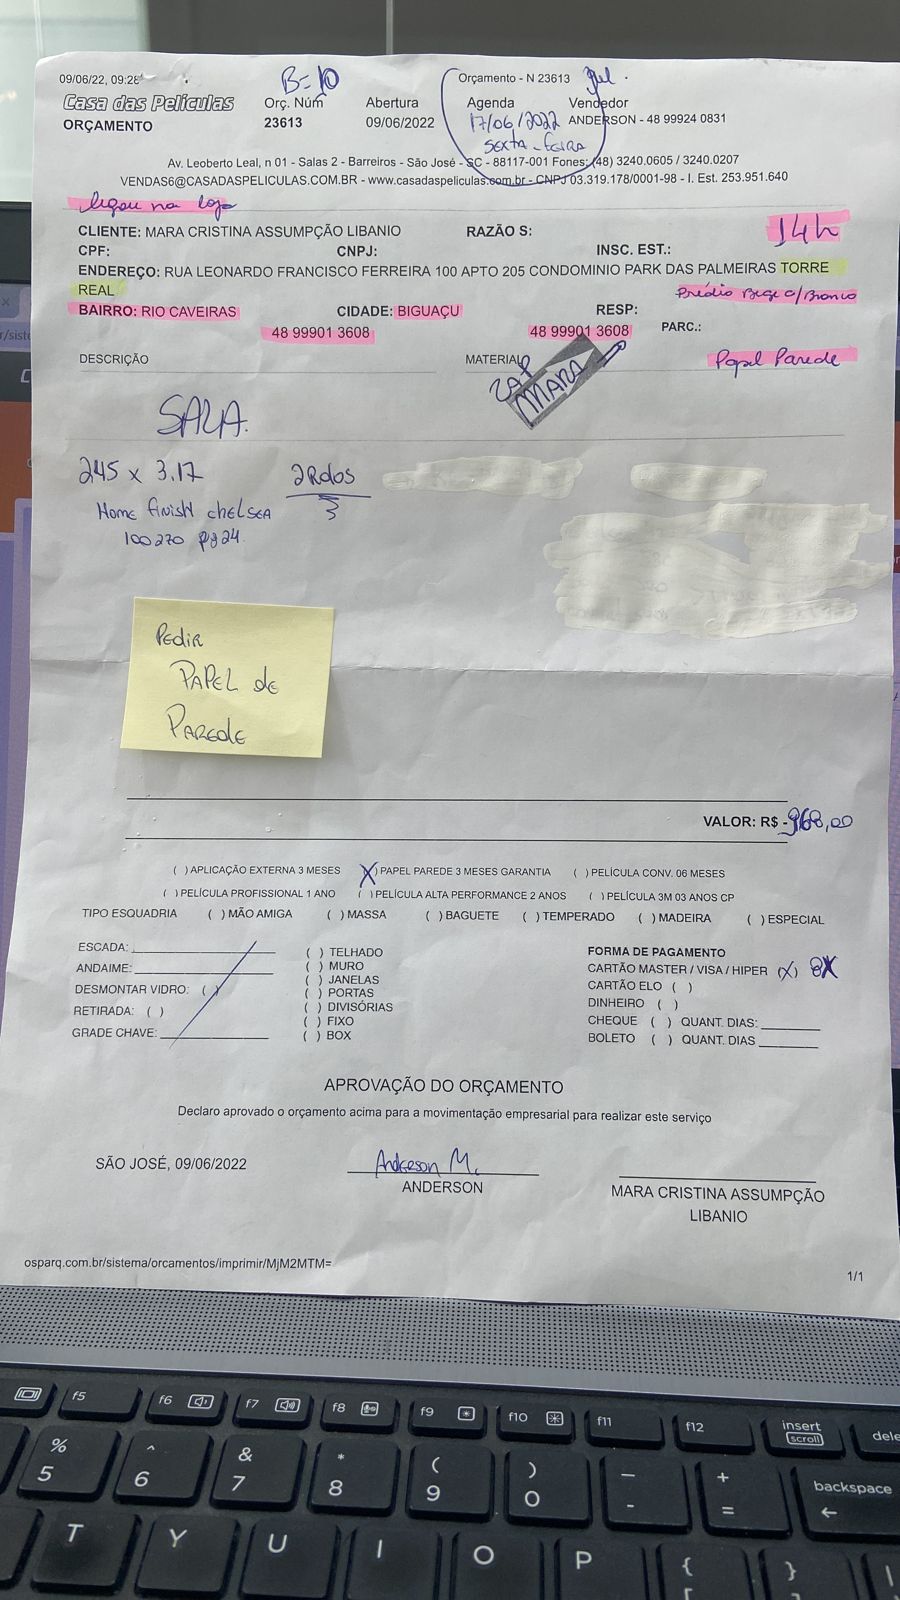 09/06/22, 09:28
B=10
Orçamento - N 23613
Casa das Películas
Orç. Núm
Abertura
Agenda
Vendedor
ORÇAMENTO
23613
09/06/2022
17/06/2022
ANDERSON - 48 99924 0831
SEXTA-FEIRA
Av. Leoberto Leal, n 01 - Salas 2 - Barreiros - São José - SC - 88117-001 Fones: (48) 3240.0605 / 3240.0207
VENDAS6@CASADASPELICULAS.COM.BR - www.casadaspeliculas.com.br - CNPJ 03.319.178/0001-98 - I. Est. 253.951.640
ligou na loja
CLIENTE: MARA CRISTINA ASSUMPÇÃO LIBANIO
RAZÃO S:
14h
CPF:
CNPJ:
INSC. EST.:
ENDEREÇO: RUA LEONARDO FRANCISCO FERREIRA 100 APTO 205 CONDOMINIO PARK DAS PALMEIRAS TORRE
REAL
Prédio Bege c/Branco
BAIRRO: RIO CAVEIRAS
CIDADE: BIGUAÇU
RESP:
48 99901 3608
48 99901 3608
PARC.:
DESCRIÇÃO
MATERIAL
Papel Parede
ZAP
MARA
SALA.
245 x 3.17
2Rolos
3
Home finish chelsea
100270 pg24.
Pedir
PAPEL de
Parede
VALOR: R$ -968,00
( ) APLICAÇÃO EXTERNA 3 MESES
(X) PAPEL PAREDE 3 MESES GARANTIA
( ) PELÍCULA CONV. 06 MESES
( ) PELÍCULA PROFISSIONAL 1 ANO
( ) PELÍCULA ALTA PERFORMANCE 2 ANOS
( ) PELÍCULA 3M 03 ANOS CP
TIPO ESQUADRIA
( ) MÃO AMIGA
( ) MASSA
( ) BAGUETE
( ) TEMPERADO
( ) MADEIRA
( ) ESPECIAL
ESCADA:
ANDAIME:
DESMONTAR VIDRO: ( )
RETIRADA: ( )
GRADE CHAVE:
( ) TELHADO
( ) MURO
( ) JANELAS
( ) PORTAS
( ) DIVISÓRIAS
( ) FIXO
( ) BOX
FORMA DE PAGAMENTO
CARTÃO MASTER / VISA / HIPER (X) 8X
CARTÃO ELO ( )
DINHEIRO ( )
CHEQUE ( ) QUANT. DIAS:
BOLETO ( ) QUANT. DIAS
APROVAÇÃO DO ORÇAMENTO
Declaro aprovado o orçamento acima para a movimentação empresarial para realizar este serviço
SÃO JOSÉ, 09/06/2022
Anderson M.
ANDERSON
MARA CRISTINA ASSUMPÇÃO
LIBANIO
osparq.com.br/sistema/orcamentos/imprimir/MjM2MTM=
1/1
f5
f6
f7
f8
f9
f10
f11
f12
insert
scroll
dele
% 5
^ 6
& 7
* 8
( 9
) 0
_ -
+ =
backspace
T
Y
U
I
O
P
{
}